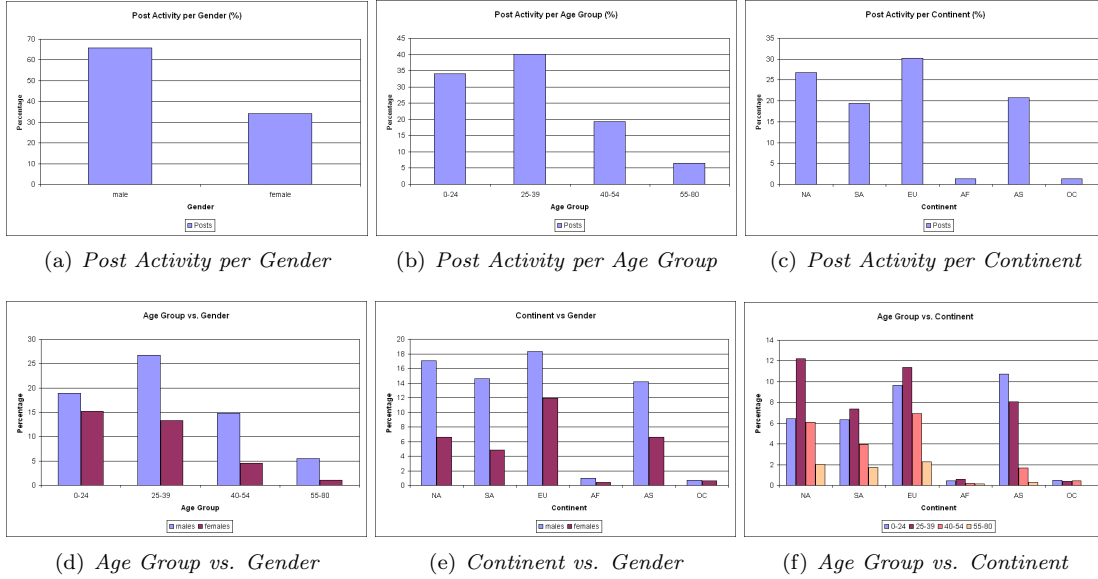 Post Activity per Gender (%)
Percentage
70
60
50
40
30
20
10
0
male female
Gender
Posts
(a) Post Activity per Gender
Post Activity per Age Group (%)
Percentage
45
40
35
30
25
20
15
10
5
0
0-24 25-39 40-54 55-80
Age Group
Posts
(b) Post Activity per Age Group
Post Activity per Continent (%)
Percentage
35
30
25
20
15
10
5
0
NA SA EU AF AS OC
Continent
Posts
(c) Post Activity per Continent
Age Group vs. Gender
Percentage
30
25
20
15
10
5
0
0-24 25-39 40-54 55-80
Age Group
males females
(d) Age Group vs. Gender
Continent vs Gender
Percentage
20
18
16
14
12
10
8
6
4
2
0
NA SA EU AF AS OC
Continent
males females
(e) Continent vs. Gender
Age Group vs. Continent
Percentage
14
12
10
8
6
4
2
0
NA SA EU AF AS OC
Continent
0-24 25-39 40-54 55-80
(f) Age Group vs. Continent